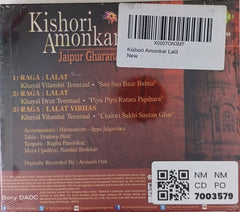 Kishori
Amonkar
Jaipur Gharana
X0007ON3MT
Kishori Amonkar Lalit
New
1) RAGA : LALAT
Khayal Vilambit Teentaal • "Sau Sau Baar Balma"
2) RAGA : LALAT
Khayal Drut Teentaal • "Piya Piya Ratata Papihara"
3) RAGA : LALAT VIBHAS
Khayal Vilambit Teentaal • "Chalori Sakhi Sautan Ghar"
Accompanists : Harmonium - Appa Jalgaonkar
Tabla : Pradeep Dixit
Tanpura - Raghu Panshikar,
Mira Upadhye, Nandini Bedekar
Digitally Recorded By : Avinash Oak
Sony DADC
NM NM
CD PO
7003579